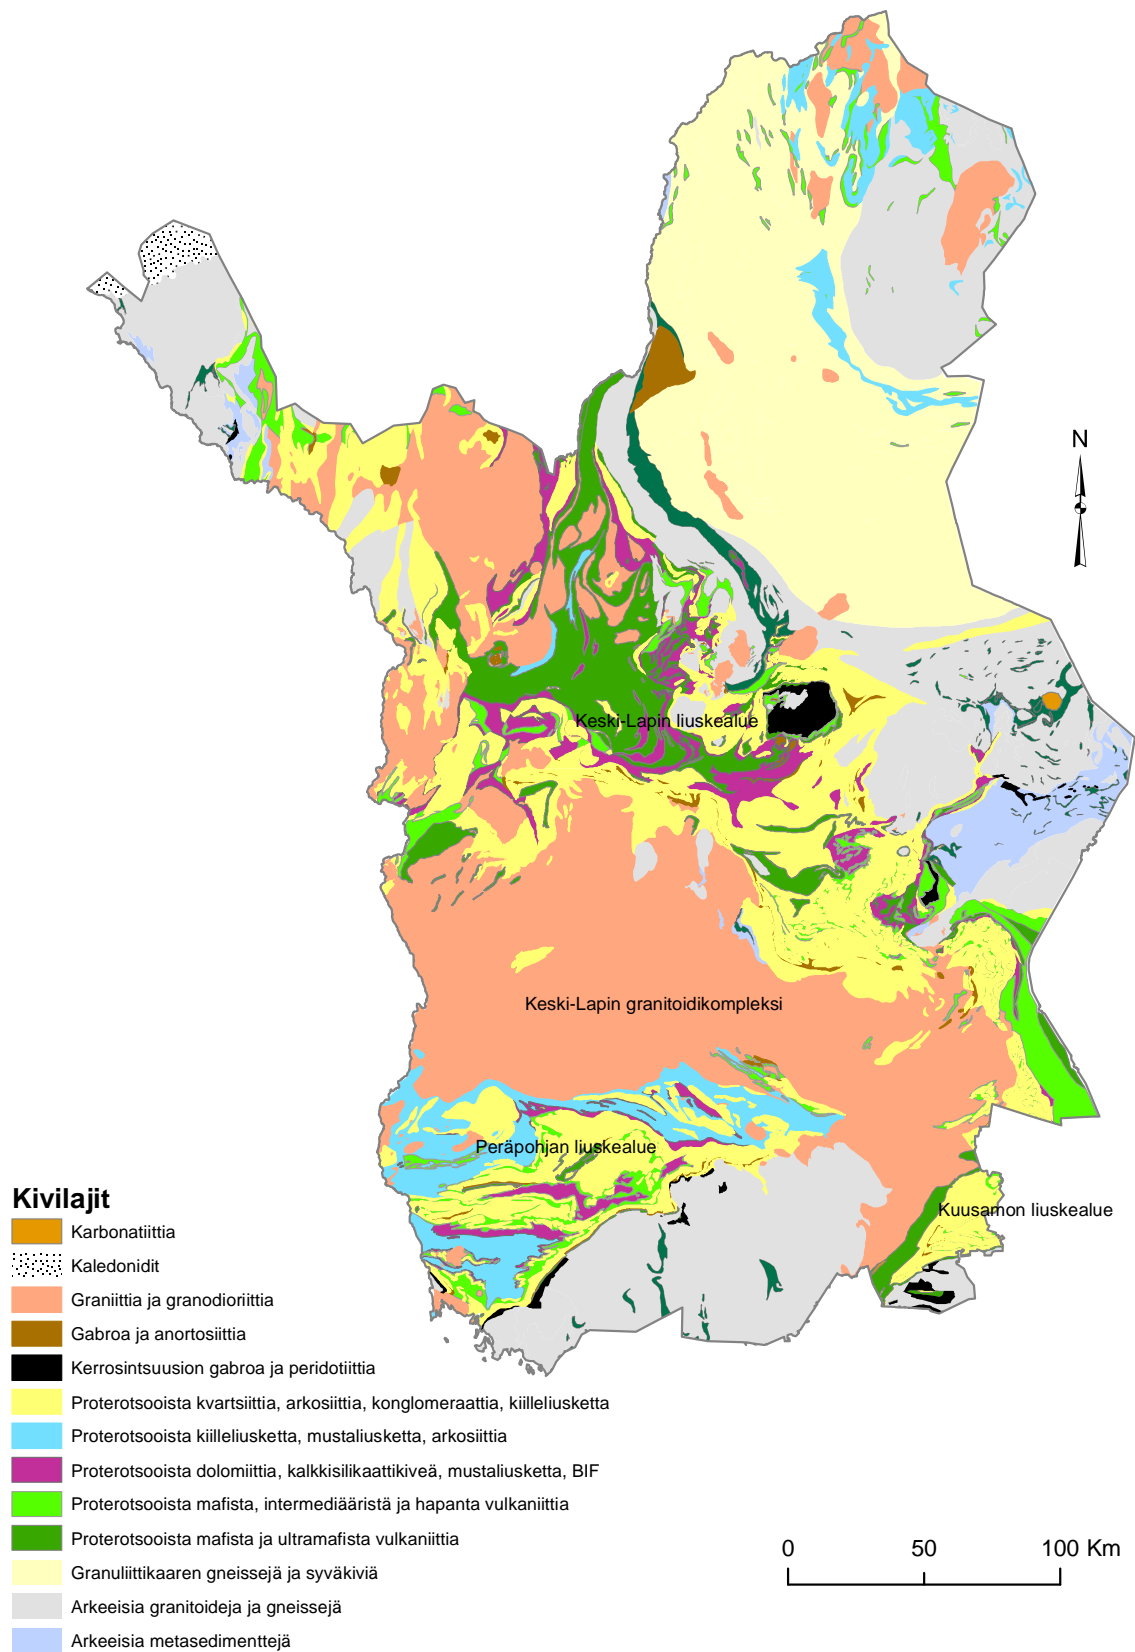 N
Keski-Lapin liuskealue
Keski-Lapin granitoidikompleksi
Peräpohjan liuskealue
Kuusamon liuskealue
Kivilajit
Karbonatiittia
Kaledonidit
Graniittia ja granodioriittia
Gabroa ja anortosiittia
Kerrosintsuusion gabroa ja peridotiittia
Proterotsooista kvartsiittia, arkosiittia, konglomeraattia, kiilleliusketta
Proterotsooista kiilleliusketta, mustaliusketta, arkosiittia
Proterotsooista dolomiittia, kalkkisilikaattikiveä, mustaliusketta, BIF
Proterotsooista mafista, intermediääristä ja hapanta vulkaniittia
Proterotsooista mafista ja ultramafista vulkaniittia
Granuliittikaaren gneissejä ja syväkiviä
Arkeeisia granitoideja ja gneissejä
Arkeeisia metasedimenttejä
0 50 100 Km